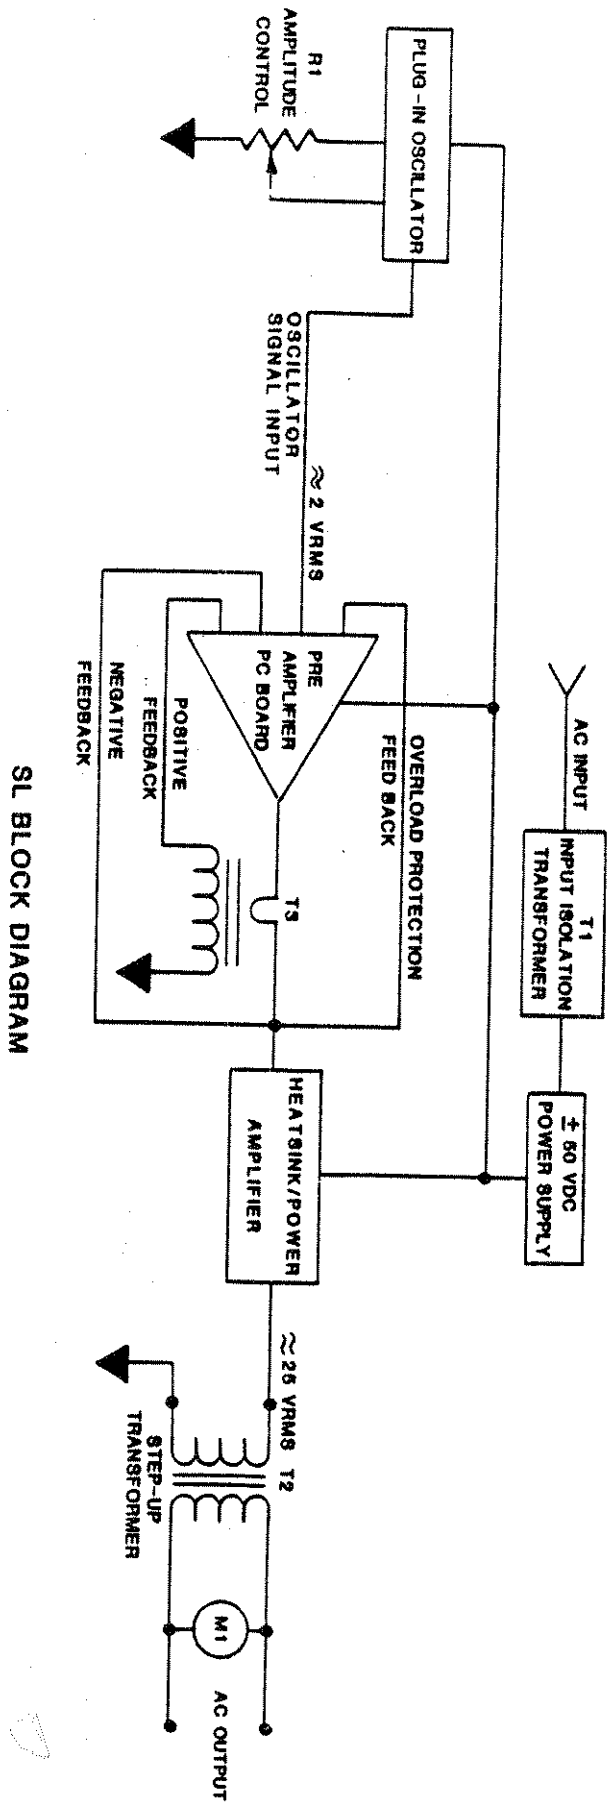 AC INPUT
T1
INPUT ISOLATION
TRANSFORMER
± 50 VDC
POWER SUPPLY
PLUG-IN OSCILLATOR
R1
AMPLITUDE
CONTROL
OSCILLATOR
SIGNAL INPUT
≈ 2 VRMS
PRE
AMPLIFIER
PC BOARD
OVERLOAD PROTECTION
FEED BACK
POSITIVE
FEEDBACK
NEGATIVE
FEEDBACK
T3
HEATSINK/POWER
AMPLIFIER
≈ 25 VRMS
T2
STEP-UP
TRANSFORMER
M1
AC OUTPUT
SL BLOCK DIAGRAM